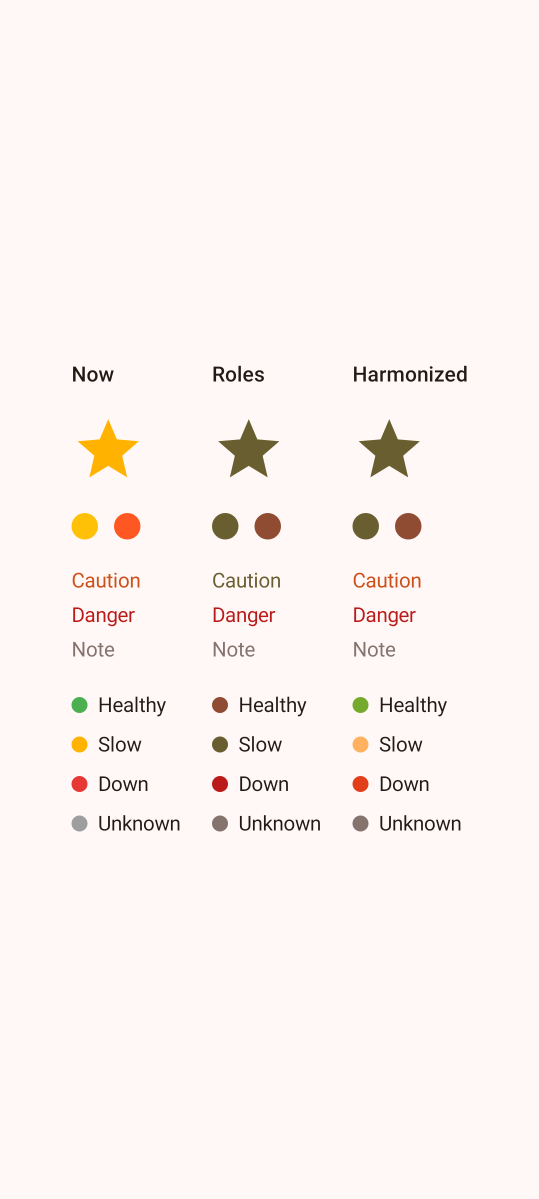 Now Roles Harmonized
Caution Caution Caution
Danger Danger Danger
Note Note Note
Healthy Healthy Healthy
Slow Slow Slow
Down Down Down
Unknown Unknown Unknown